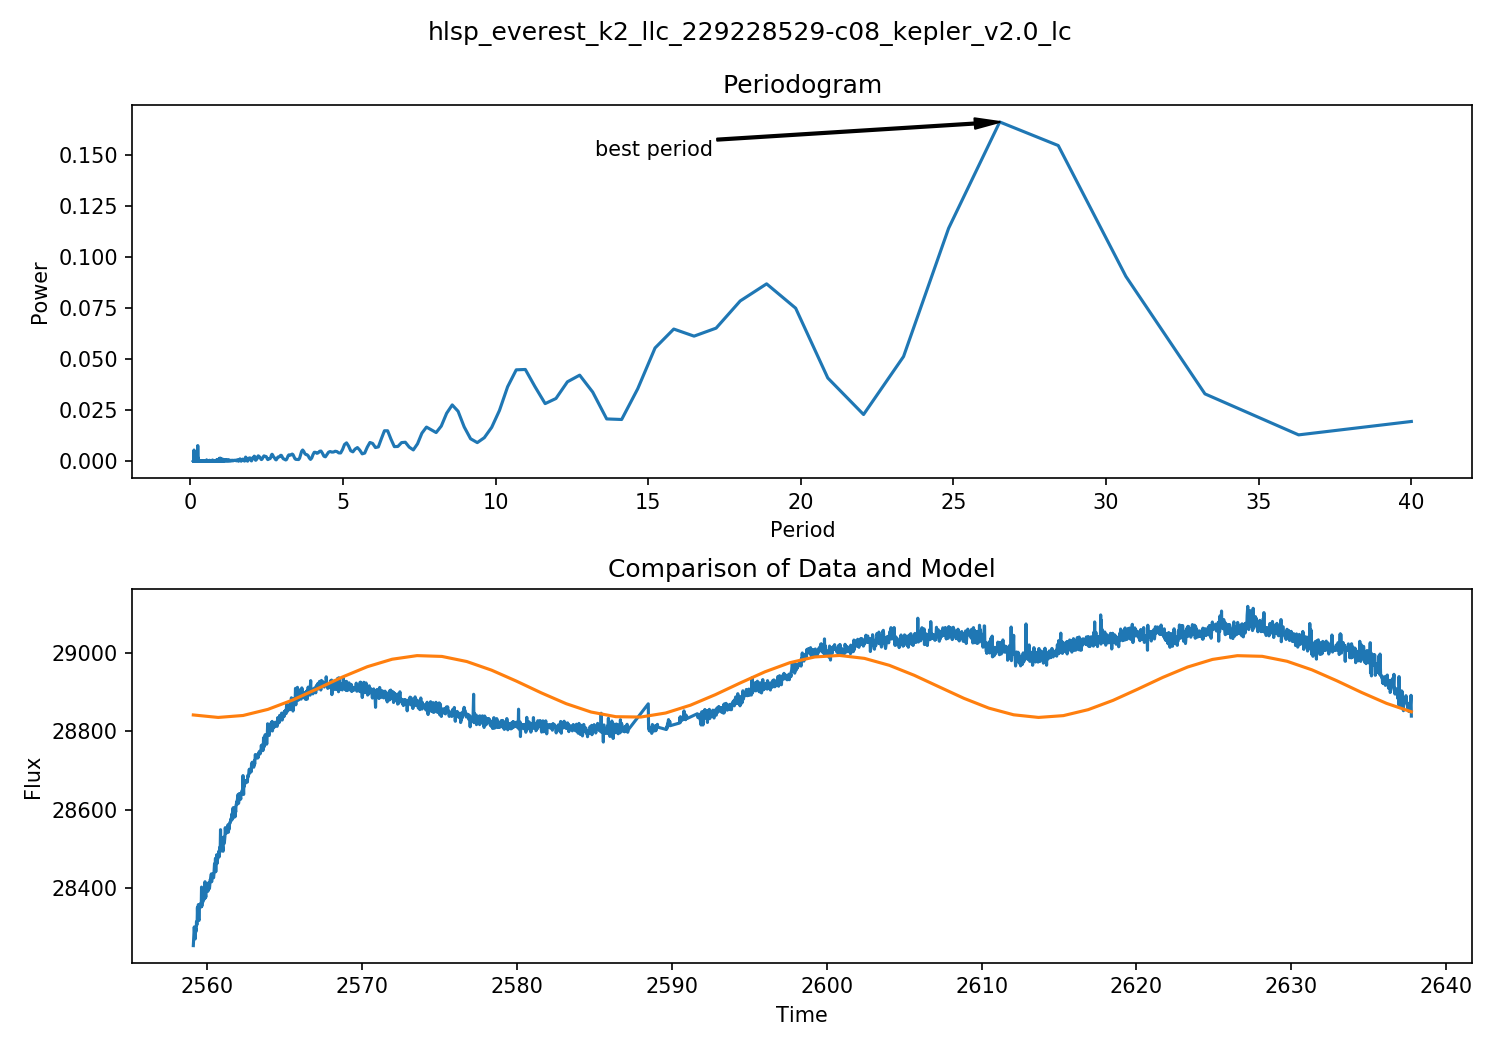 hlsp_everest_k2_llc_229228529-c08_kepler_v2.0_lc
Periodogram
best period
0.150
0.125
0.100
0.075
0.050
0.025
0.000
Power
0 5 10 15 20 25 30 35 40
Period
Comparison of Data and Model
29000
28800
28600
28400
Flux
2560 2570 2580 2590 2600 2610 2620 2630 2640
Time